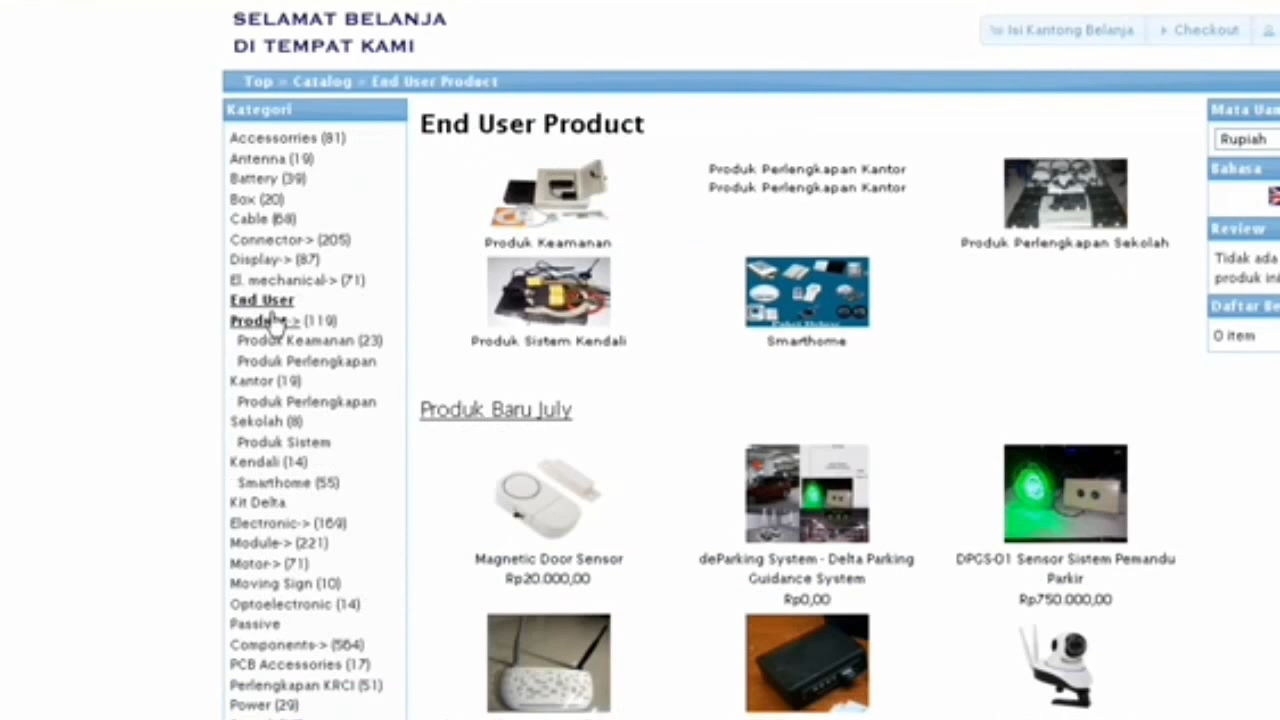 SELAMAT BELANJA
DI TEMPAT KAMI
Isi Kantong Belanja
Checkout
Top » Catalog » End User Product
Kategori
Accessorries (81)
Antenna (19)
Battery (39)
Box (20)
Cable (68)
Connector-> (205)
Display-> (87)
El. mechanical-> (71)
End User
Produk-> (119)
Produk Keamanan (23)
Produk Perlengkapan
Kantor (19)
Produk Perlengkapan
Sekolah (8)
Produk Sistem
Kendali (14)
Smarthome (55)
Kit Delta
Electronic-> (169)
Module-> (221)
Motor-> (71)
Moving Sign (10)
Optoelectronic (14)
Passive
Components-> (564)
PCB Accessories (17)
Perlengkapan KRCI (51)
Power (29)
End User Product
Produk Keamanan
Produk Perlengkapan Kantor
Produk Perlengkapan Kantor
Produk Perlengkapan Sekolah
Produk Sistem Kendali
Smarthome
Produk Baru July
Magnetic Door Sensor
Rp20.000,00
deParking System - Delta Parking
Guidance System
Rp0,00
DPGS-01 Sensor Sistem Pemandu
Parkir
Rp750.000,00
Mata Uan
Rupiah
Bahasa
Review
Tidak ada
produk ini
Daftar Be
0 item